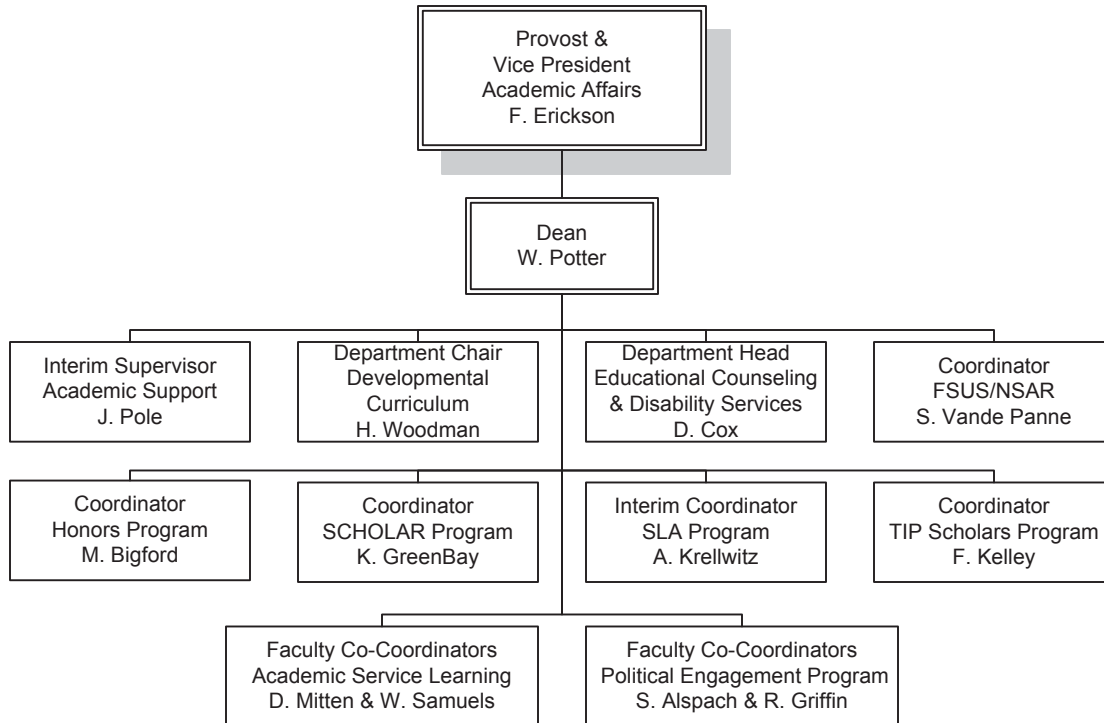 Provost &
Vice President
Academic Affairs
F. Erickson
Dean
W. Potter
Interim Supervisor
Academic Support
J. Pole
Department Chair
Developmental
Curriculum
H. Woodman
Department Head
Educational Counseling
& Disability Services
D. Cox
Coordinator
FSUS/NSAR
S. Vande Panne
Coordinator
Honors Program
M. Bigford
Coordinator
SCHOLAR Program
K. GreenBay
Interim Coordinator
SLA Program
A. Krellwitz
Coordinator
TIP Scholars Program
F. Kelley
Faculty Co-Coordinators
Academic Service Learning
D. Mitten & W. Samuels
Faculty Co-Coordinators
Political Engagement Program
S. Alspach & R. Griffin